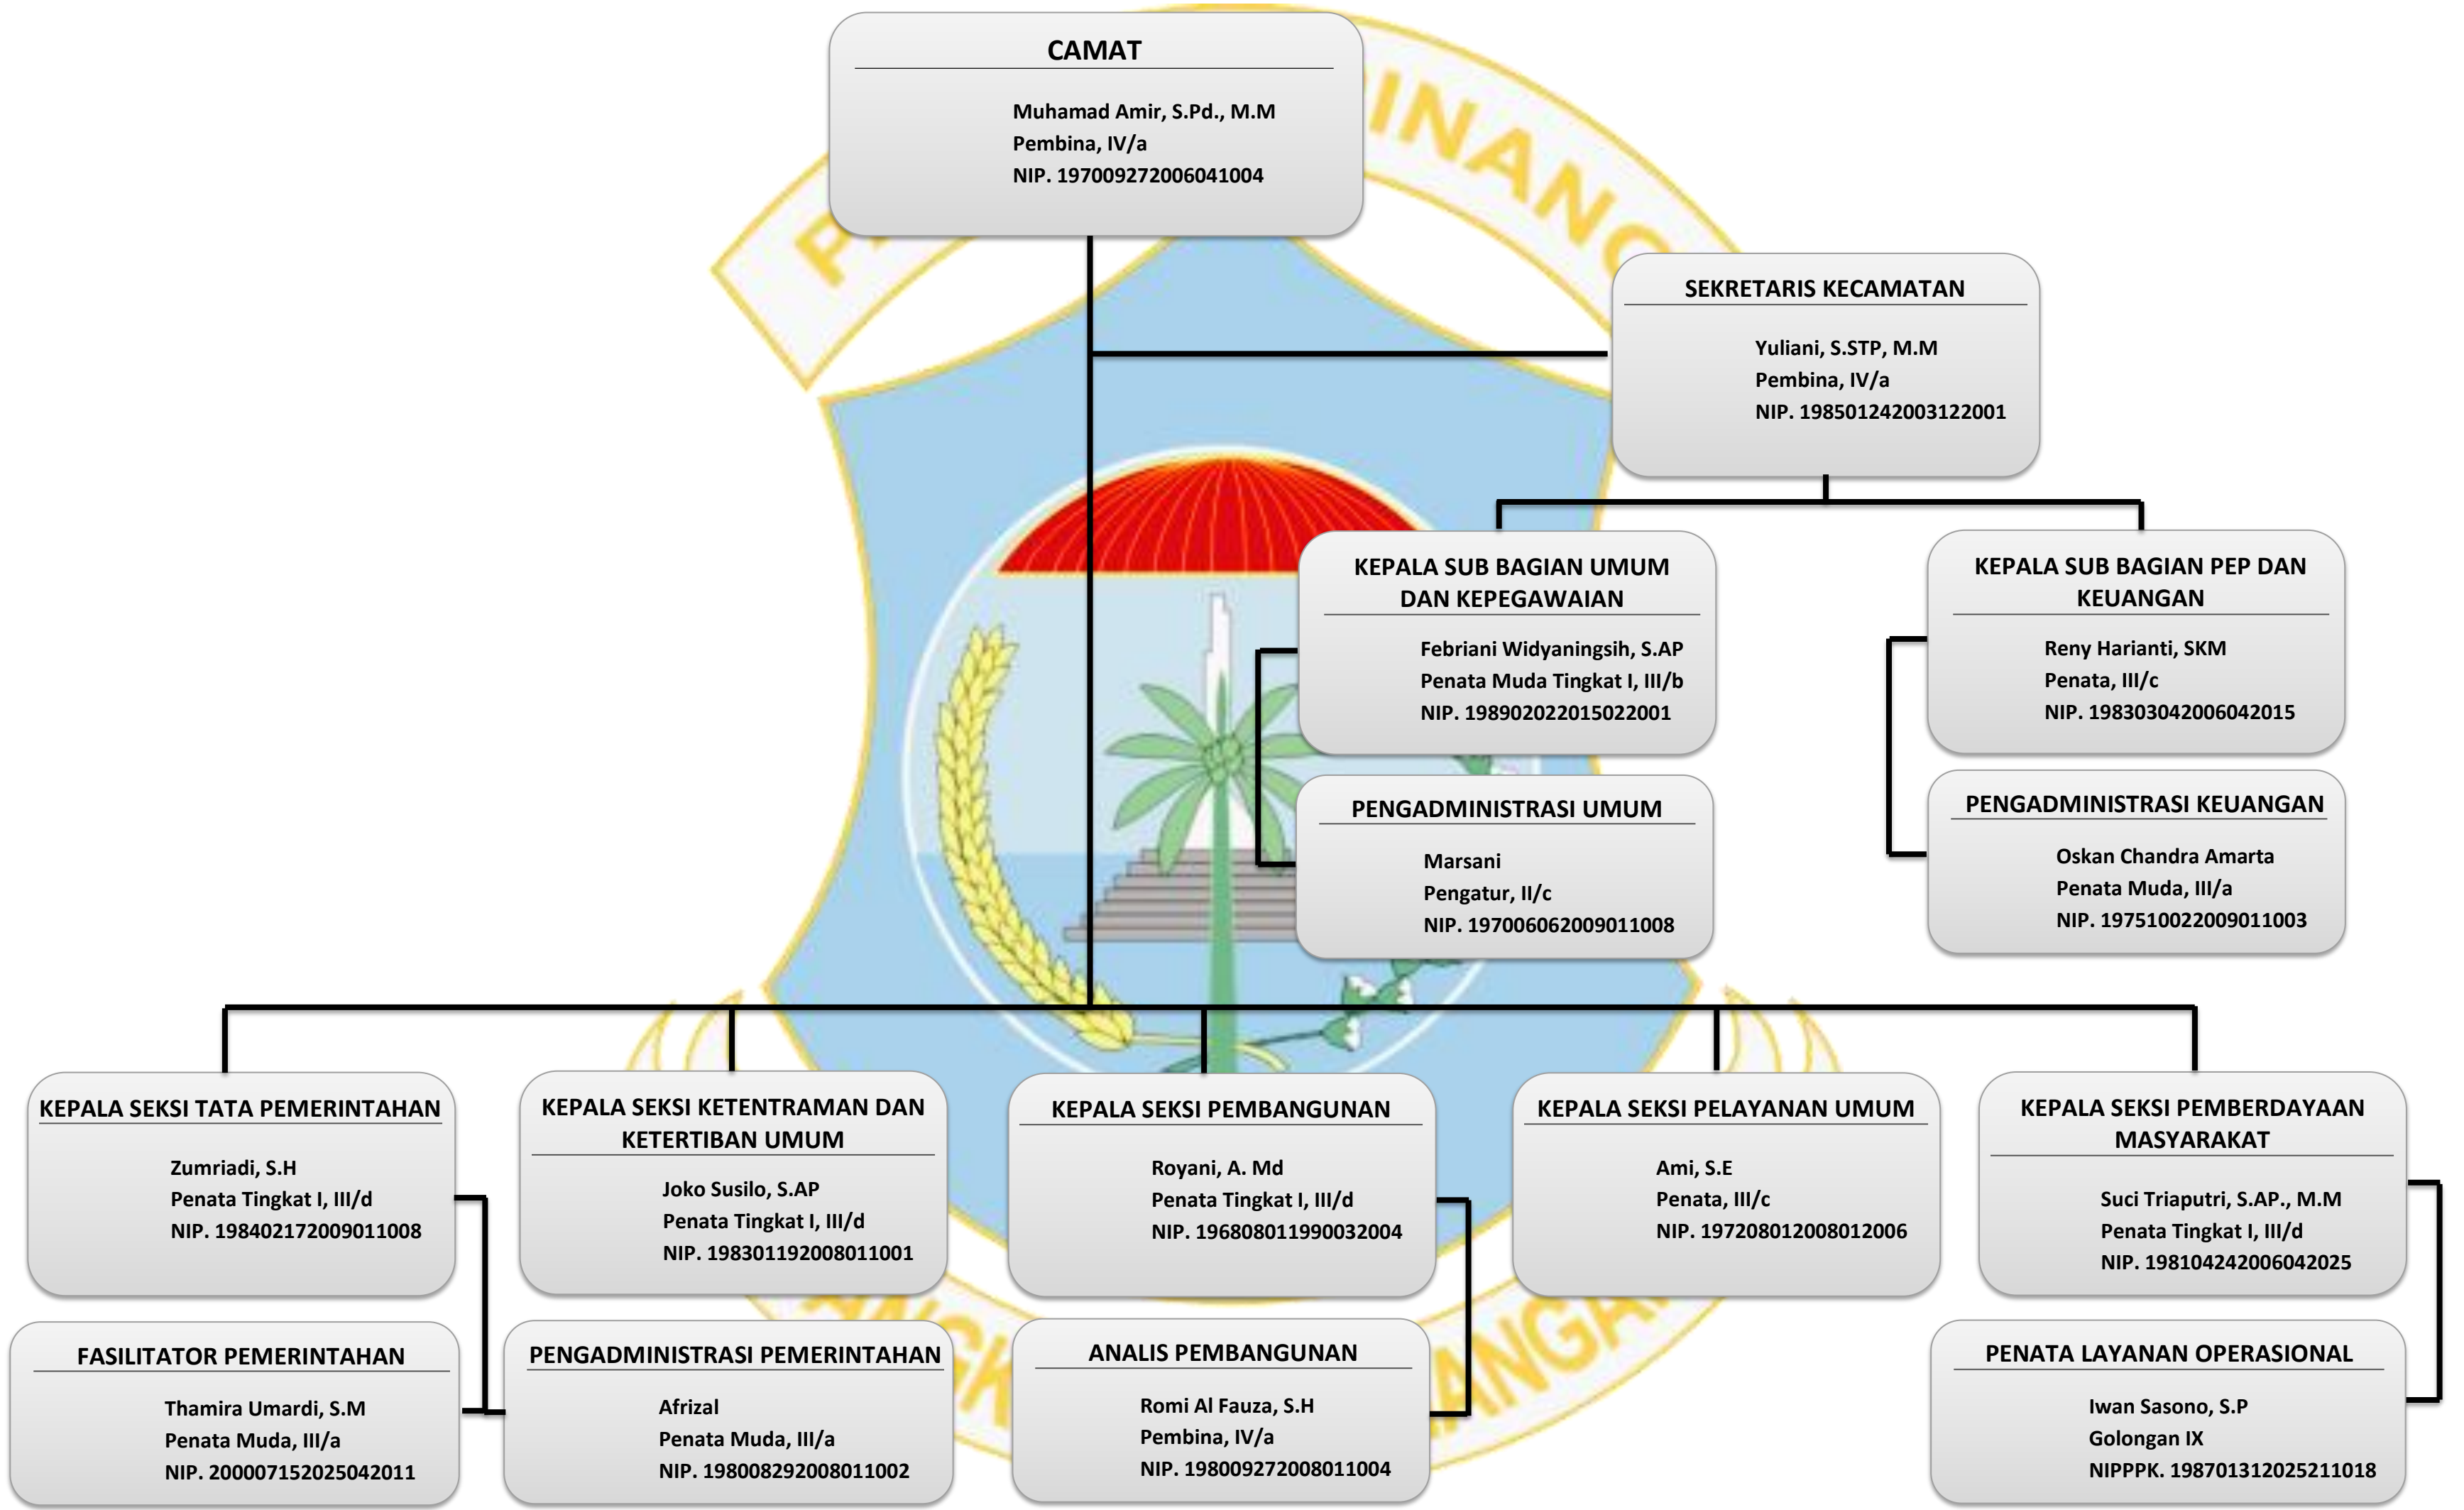 CAMAT
Muhamad Amir, S.Pd., M.M
Pembina, IV/a
NIP. 197009272006041004
INANG
SEKRETARIS KECAMATAN
Yuliani, S.STP, M.M
Pembina, IV/a
NIP. 198501242003122001
KEPALA SUB BAGIAN UMUM
DAN KEPEGAWAIAN
Febriani Widyaningsih, S.AP
Penata Muda Tingkat I, III/b
NIP. 198902022015022001
KEPALA SUB BAGIAN PEP DAN
KEUANGAN
Reny Harianti, SKM
Penata, III/c
NIP. 198303042006042015
PENGADMINISTRASI UMUM
Marsani
Pengatur, II/c
NIP. 197006062009011008
PENGADMINISTRASI KEUANGAN
Oskan Chandra Amarta
Penata Muda, III/a
NIP. 197510022009011003
KEPALA SEKSI TATA PEMERINTAHAN
Zumriadi, S.H
Penata Tingkat I, III/d
NIP. 198402172009011008
KEPALA SEKSI KETENTRAMAN DAN
KETERTIBAN UMUM
Joko Susilo, S.AP
Penata Tingkat I, III/d
NIP. 198301192008011001
KEPALA SEKSI PEMBANGUNAN
Royani, A. Md
Penata Tingkat I, III/d
NIP. 196808011990032004
KEPALA SEKSI PELAYANAN UMUM
Ami, S.E
Penata, III/c
NIP. 197208012008012006
KEPALA SEKSI PEMBERDAYAAN
MASYARAKAT
Suci Triaputri, S.AP., M.M
Penata Tingkat I, III/d
NIP. 198104242006042025
FASILITATOR PEMERINTAHAN
Thamira Umardi, S.M
Penata Muda, III/a
NIP. 200007152025042011
PENGADMINISTRASI PEMERINTAHAN
Afrizal
Penata Muda, III/a
NIP. 198008292008011002
ANALIS PEMBANGUNAN
Romi Al Fauza, S.H
Pembina, IV/a
NIP. 198009272008011004
PENATA LAYANAN OPERASIONAL
Iwan Sasono, S.P
Golongan IX
NIPPPK. 198701312025211018